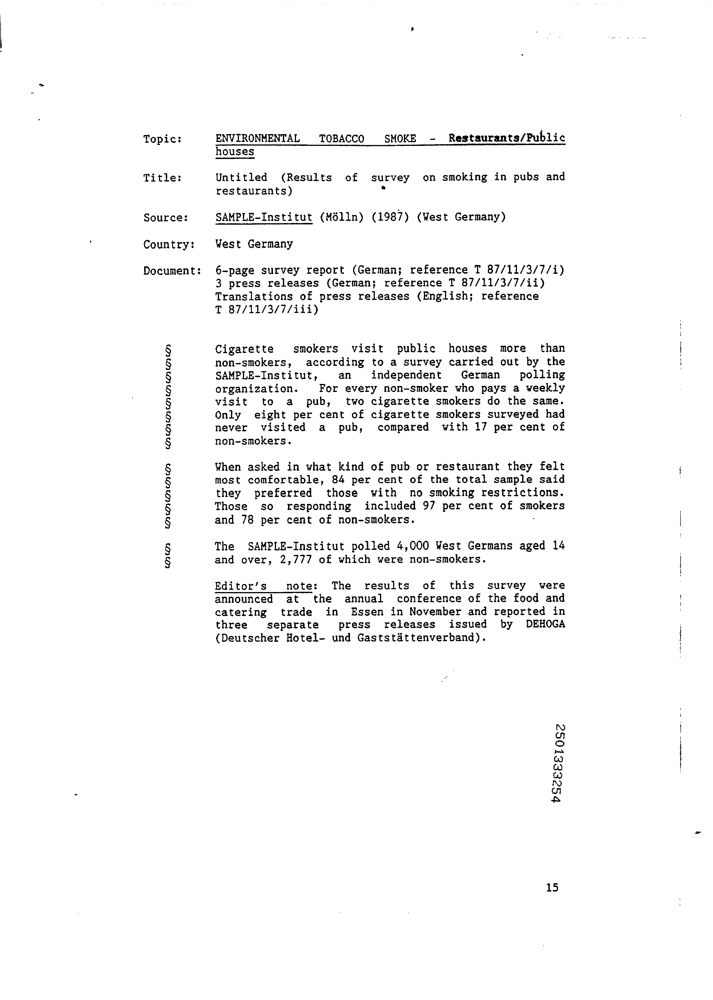 Topic: ENVIRONMENTAL TOBACCO SMOKE - Restaurants/Public
houses
Title: Untitled (Results of survey on smoking in pubs and
restaurants)
Source: SAMPLE-Institut (Mölln) (1987) (West Germany)
Country: West Germany
Document: 6-page survey report (German; reference T 87/11/3/7/i)
3 press releases (German; reference T 87/11/3/7/ii)
Translations of press releases (English; reference
T 87/11/3/7/iii)
§ Cigarette smokers visit public houses more than
§ non-smokers, according to a survey carried out by the
§ SAMPLE-Institut, an independent German polling
§ organization. For every non-smoker who pays a weekly
§ visit to a pub, two cigarette smokers do the same.
§ Only eight per cent of cigarette smokers surveyed had
§ never visited a pub, compared with 17 per cent of
§ non-smokers.
§ When asked in what kind of pub or restaurant they felt
§ most comfortable, 84 per cent of the total sample said
§ they preferred those with no smoking restrictions.
§ Those so responding included 97 per cent of smokers
§ and 78 per cent of non-smokers.
§ The SAMPLE-Institut polled 4,000 West Germans aged 14
§ and over, 2,777 of which were non-smokers.
Editor's note: The results of this survey were
announced at the annual conference of the food and
catering trade in Essen in November and reported in
three separate press releases issued by DEHOGA
(Deutscher Hotel- und Gaststättenverband).
2501333254
15